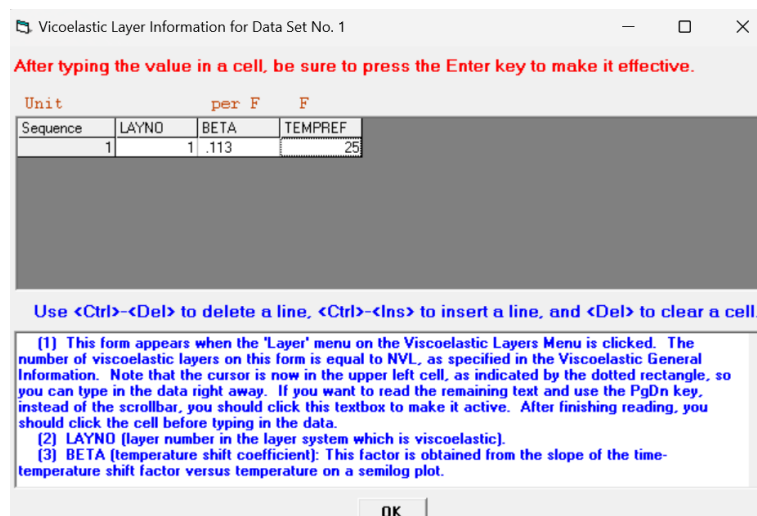 Vicoelastic Layer Information for Data Set No. 1
After typing the value in a cell, be sure to press the Enter key to make it effective.
Unit per F F
Sequence LAYNO BETA TEMPREF
1 1 .113 25
Use <Ctrl>-<Del> to delete a line, <Ctrl>-<Ins> to insert a line, and <Del> to clear a cell.
(1) This form appears when the 'Layer' menu on the Viscoelastic Layers Menu is clicked. The
number of viscoelastic layers on this form is equal to NVL, as specified in the Viscoelastic General
Information. Note that the cursor is now in the upper left cell, as indicated by the dotted rectangle, so
you can type in the data right away. If you want to read the remaining text and use the PgDn key,
instead of the scrollbar, you should click this textbox to make it active. After finishing reading, you
should click the cell before typing in the data.
(2) LAYNO (layer number in the layer system which is viscoelastic).
(3) BETA (temperature shift coefficient): This factor is obtained from the slope of the time-
temperature shift factor versus temperature on a semilog plot.
OK